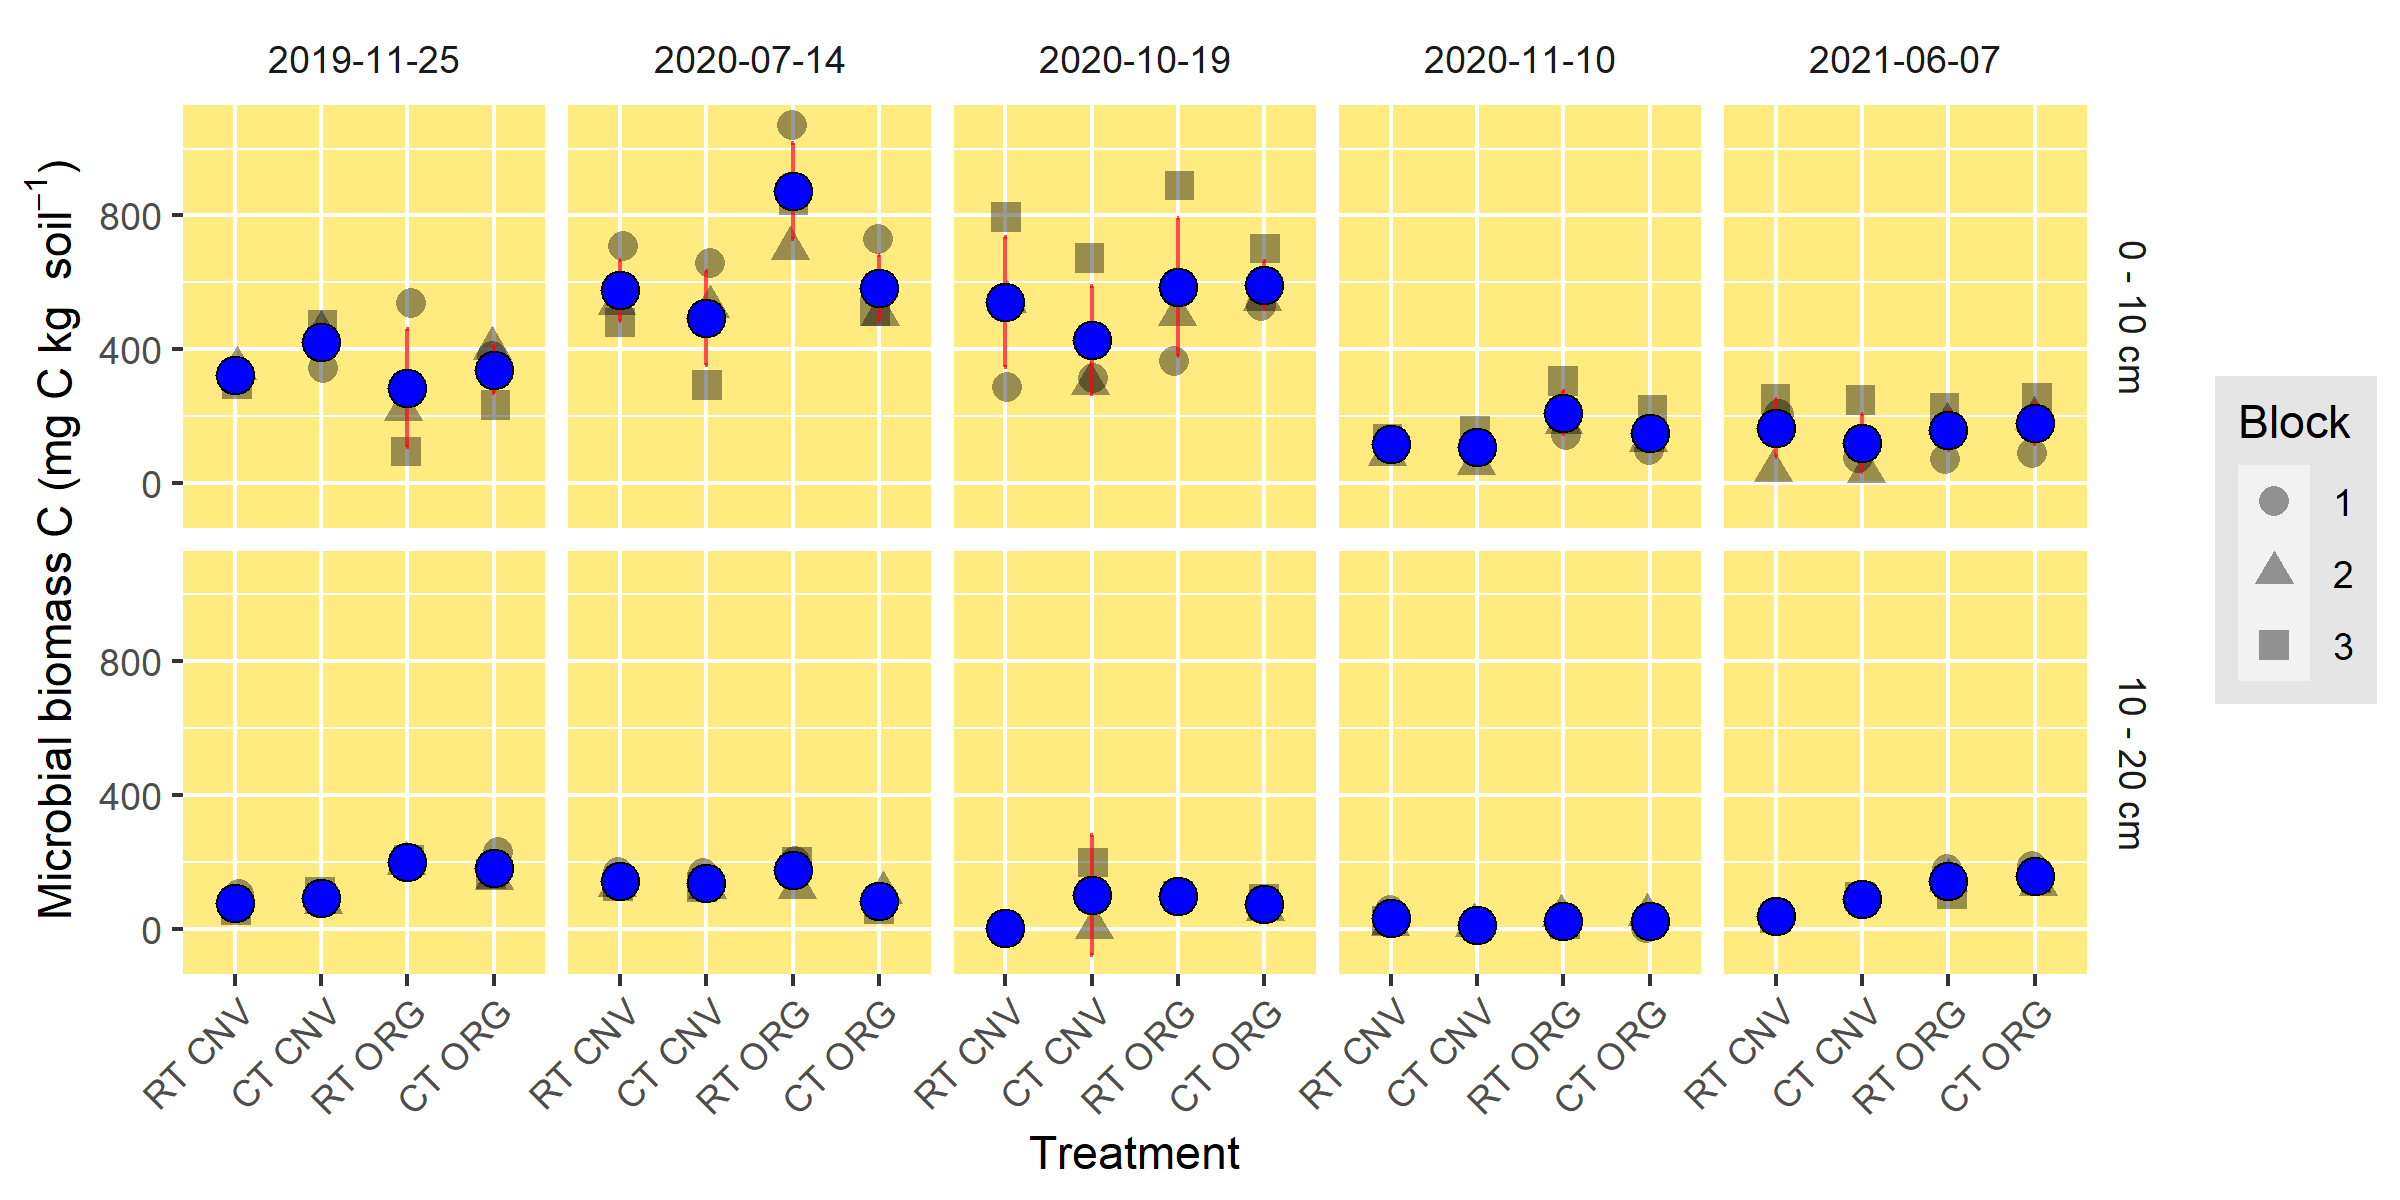 2019-11-25 2020-07-14 2020-10-19 2020-11-10 2021-06-07
Microbial biomass C (mg C kg soil⁻¹)
800
400
0
0 - 10 cm
800
400
0
10 - 20 cm
RT CNV CT CNV RT ORG CT ORG RT CNV CT CNV RT ORG CT ORG RT CNV CT CNV RT ORG CT ORG RT CNV CT CNV RT ORG CT ORG RT CNV CT CNV RT ORG CT ORG
Treatment
Block
1
2
3